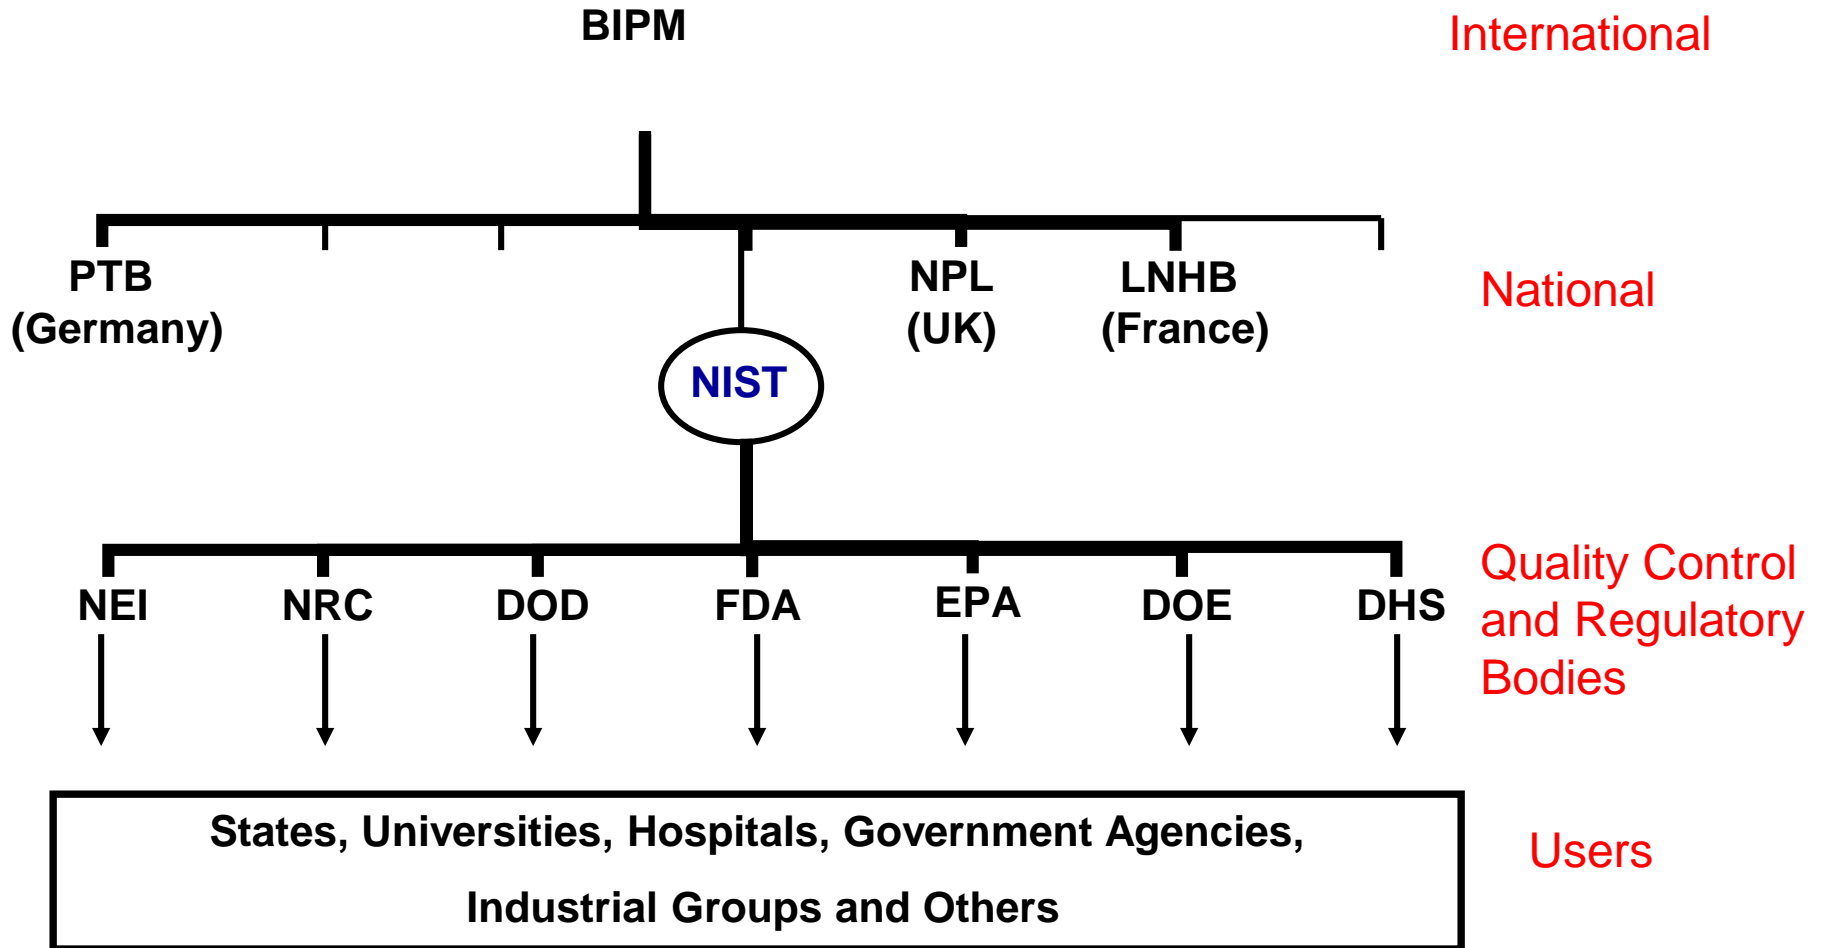 BIPM
International
PTB
(Germany)
NPL
(UK)
LNHB
(France)
National
NIST
NEI
NRC
DOD
FDA
EPA
DOE
DHS
Quality Control
and Regulatory
Bodies
States, Universities, Hospitals, Government Agencies,
Industrial Groups and Others
Users